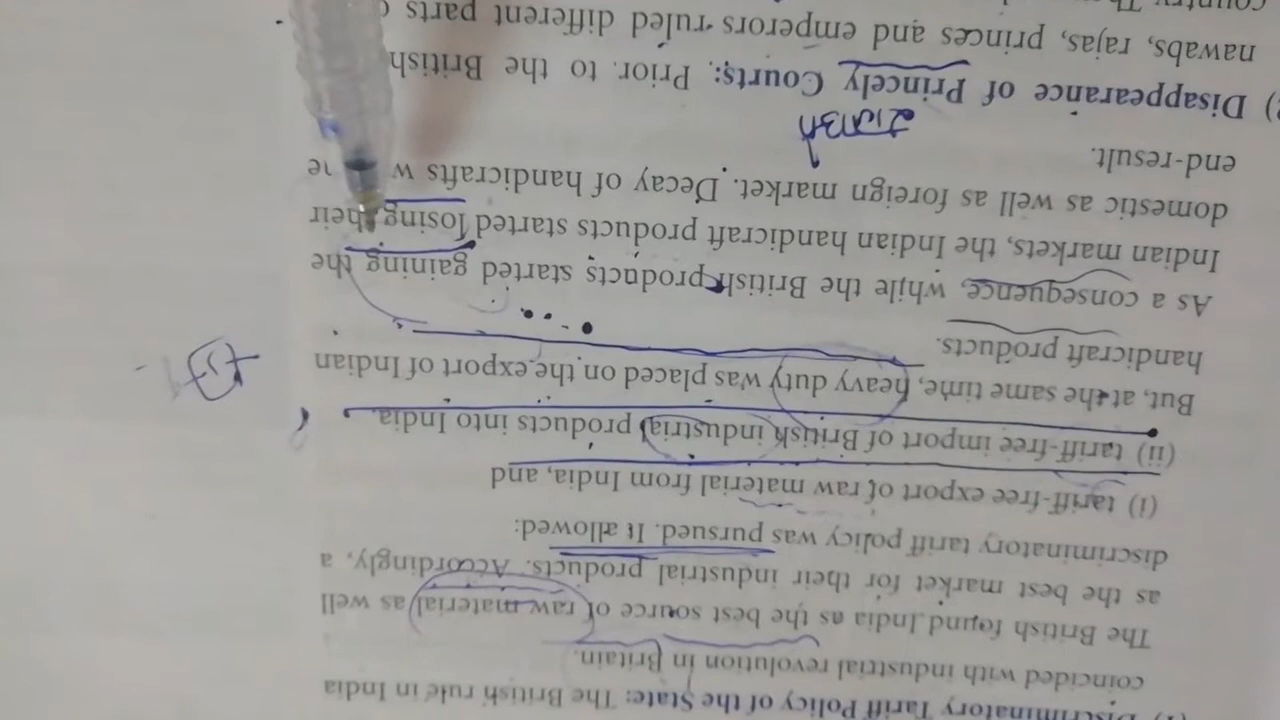 Discriminatory Tariff Policy of the State: The British rule in India
coincided with industrial revolution in Britain.
The British found India as the best source of raw material as well
as the best market for their industrial products. Accordingly, a
discriminatory tariff policy was pursued. It allowed:
(i) tariff-free export of raw material from India, and
(ii) tariff-free import of British industrial products into India.
But, at the same time, heavy duty was placed on the export of Indian
handicraft products.
As a consequence, while the British products started gaining the
Indian markets, the Indian handicraft products started losing their
domestic as well as foreign market. Decay of handicrafts
end-result.
) Disappearance of Princely Courts: Prior to the British
nawabs, rajas, princes and emperors ruled different parts
country